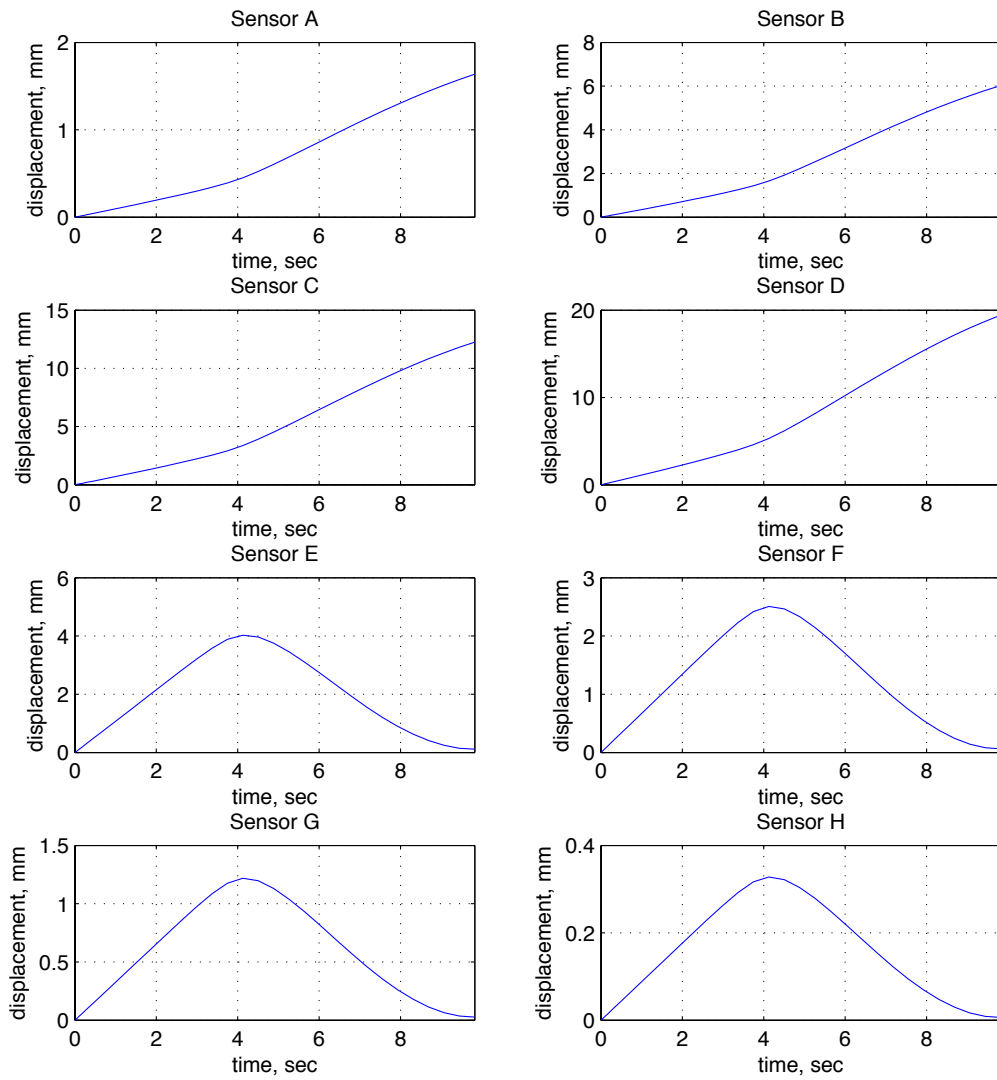 Sensor A
displacement, mm
2
1
0
0 2 4 6 8
time, sec
Sensor B
displacement, mm
8
6
4
2
0
0 2 4 6 8
time, sec
Sensor C
displacement, mm
15
10
5
0
0 2 4 6 8
time, sec
Sensor D
displacement, mm
20
10
0
0 2 4 6 8
time, sec
Sensor E
displacement, mm
6
4
2
0
0 2 4 6 8
time, sec
Sensor F
displacement, mm
3
2
1
0
0 2 4 6 8
time, sec
Sensor G
displacement, mm
1.5
1
0.5
0
0 2 4 6 8
time, sec
Sensor H
displacement, mm
0.4
0.2
0
0 2 4 6 8
time, sec